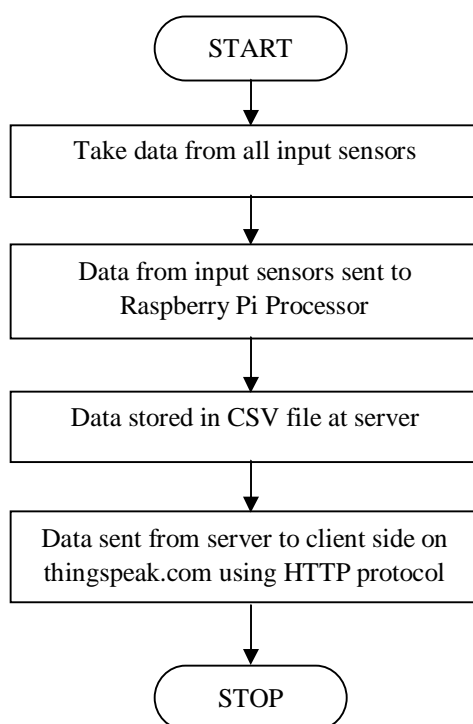 START
Take data from all input sensors
Data from input sensors sent to
Raspberry Pi Processor
Data stored in CSV file at server
Data sent from server to client side on
thingspeak.com using HTTP protocol
STOP